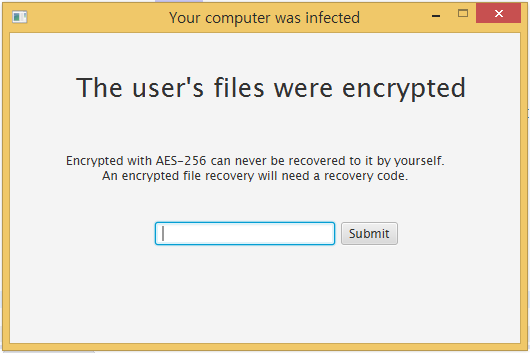 Your computer was infected
The user's files were encrypted
Encrypted with AES-256 can never be recovered to it by yourself.
An encrypted file recovery will need a recovery code.
Submit